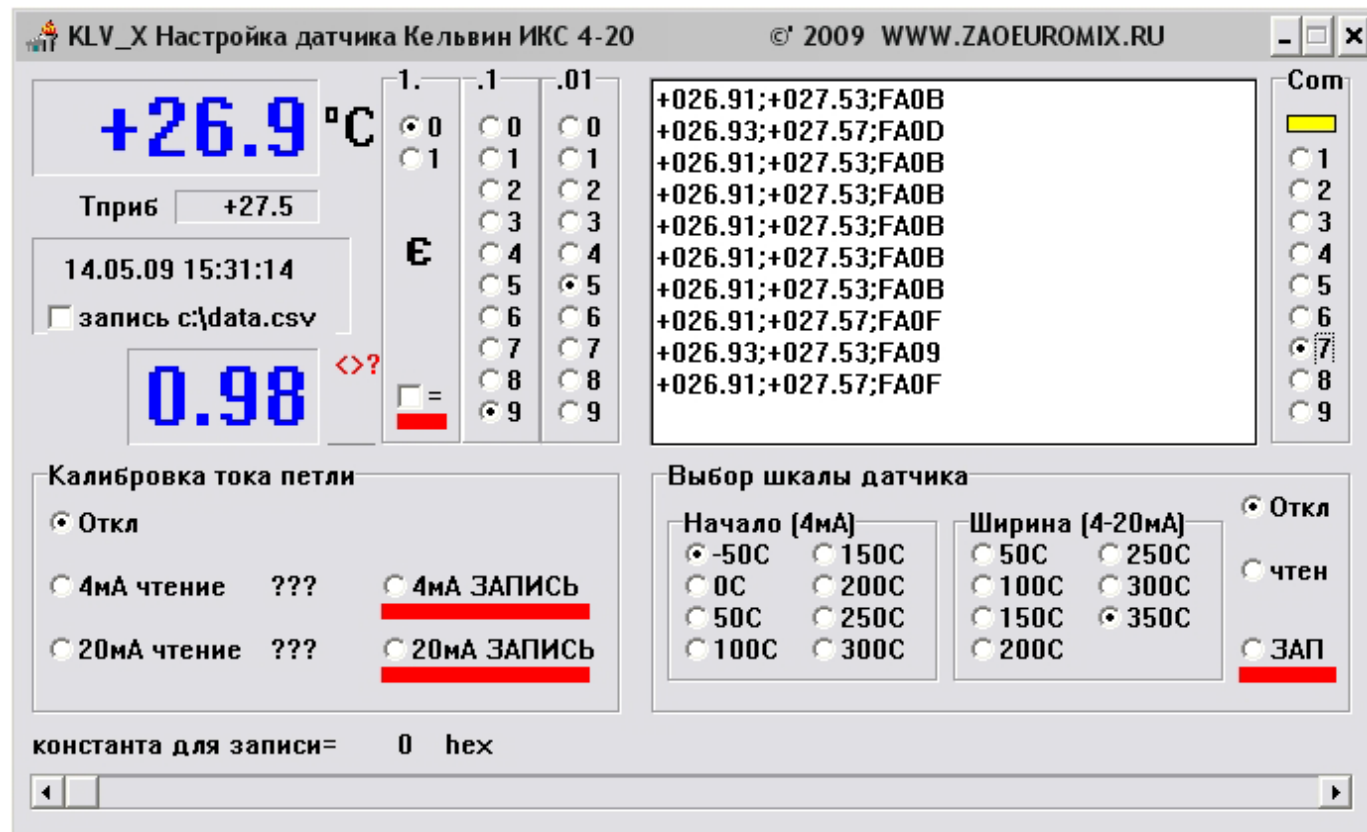 KLV_X Настройка датчика Кельвин ИКС 4-20 ©' 2009 WWW.ZAOEUROMIX.RU
+26.9 °C
Тприб +27.5
14.05.09 15:31:14
запись c:\data.csv
0.98 <>?
1. .1 .01
0 0 0
1 1 1
2 2
3 3
Є 4 4
5 5
6 6
7 7
8 8
= 9 9
+026.91;+027.53;FA0B
+026.93;+027.57;FA0D
+026.91;+027.53;FA0B
+026.91;+027.53;FA0B
+026.91;+027.53;FA0B
+026.91;+027.53;FA0B
+026.91;+027.53;FA0B
+026.91;+027.57;FA0F
+026.93;+027.53;FA09
+026.91;+027.57;FA0F
Com
1
2
3
4
5
6
7
8
9
Калибровка тока петли
Откл
4мА чтение ??? 4мА ЗАПИСЬ
20мА чтение ??? 20мА ЗАПИСЬ
Выбор шкалы датчика
Начало (4мА)
-50C 150C
0C 200C
50C 250C
100C 300C
Ширина (4-20мА)
50C 250C
100C 300C
150C 350C
200C
Откл
чтен
ЗАП
константа для записи= 0 hex